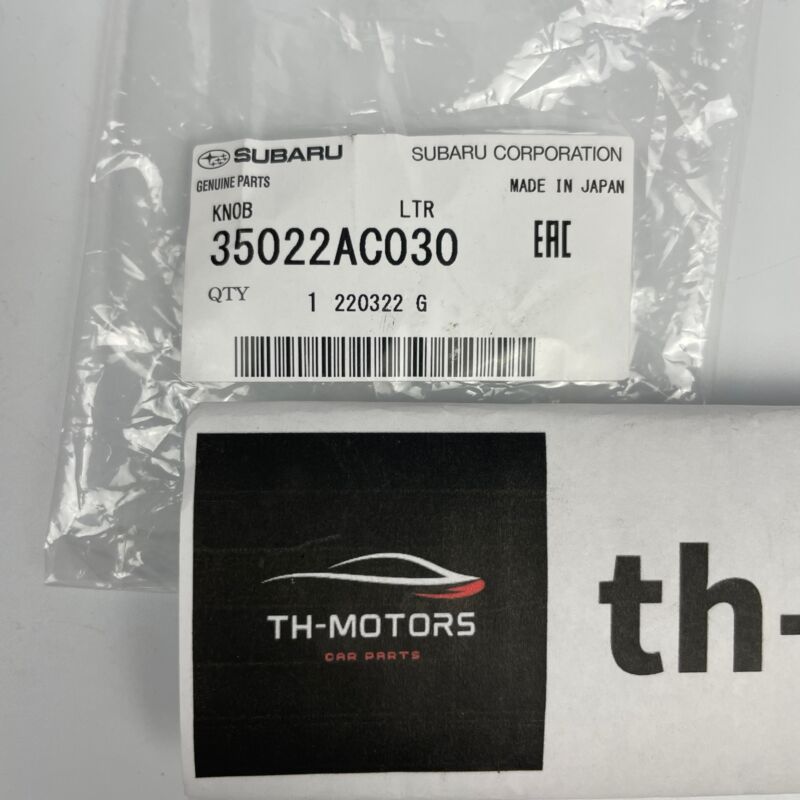 SUBARU SUBARU CORPORATION
GENUINE PARTS MADE IN JAPAN
KNOB LTR
35022AC030 EAC
QTY 1 220322 G
TH-MOTORS
CAR PARTS
th-